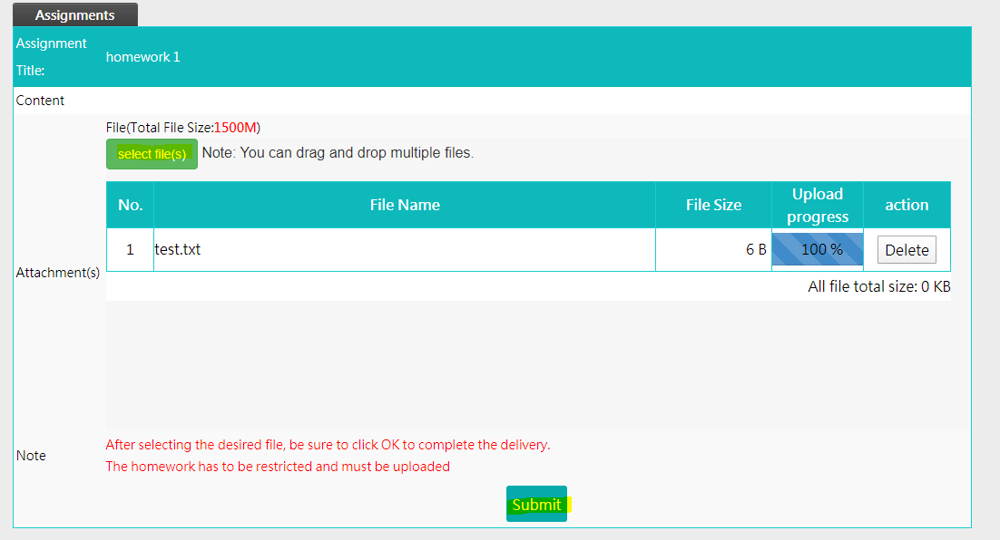 Assignments
Assignment
Title:
homework 1
Content
File(Total File Size:1500M)
select file(s) Note: You can drag and drop multiple files.
No. File Name File Size Upload progress action
1 test.txt 6 B 100 % Delete
Attachment(s)
All file total size: 0 KB
Note
After selecting the desired file, be sure to click OK to complete the delivery.
The homework has to be restricted and must be uploaded
Submit